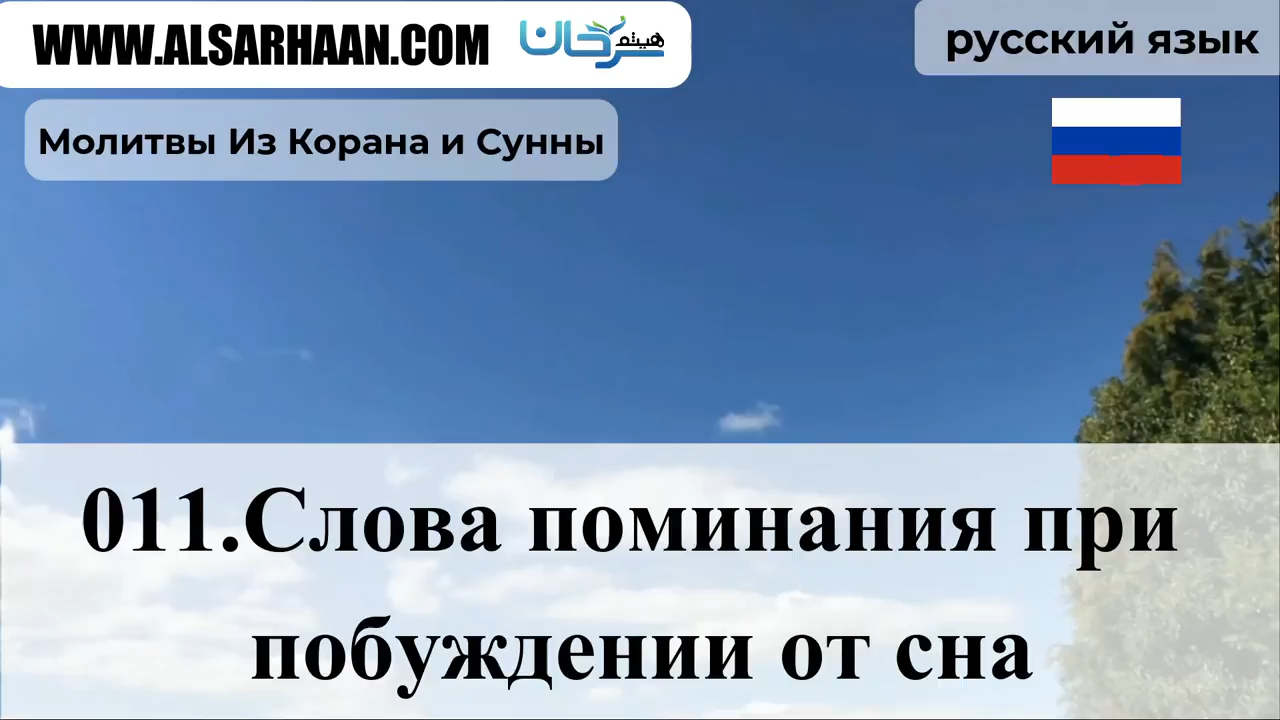 WWW.ALSARHAAN.COM هيثم سرحان
русский язык
Молитвы Из Корана и Сунны
011.Слова поминания при
побуждении от сна